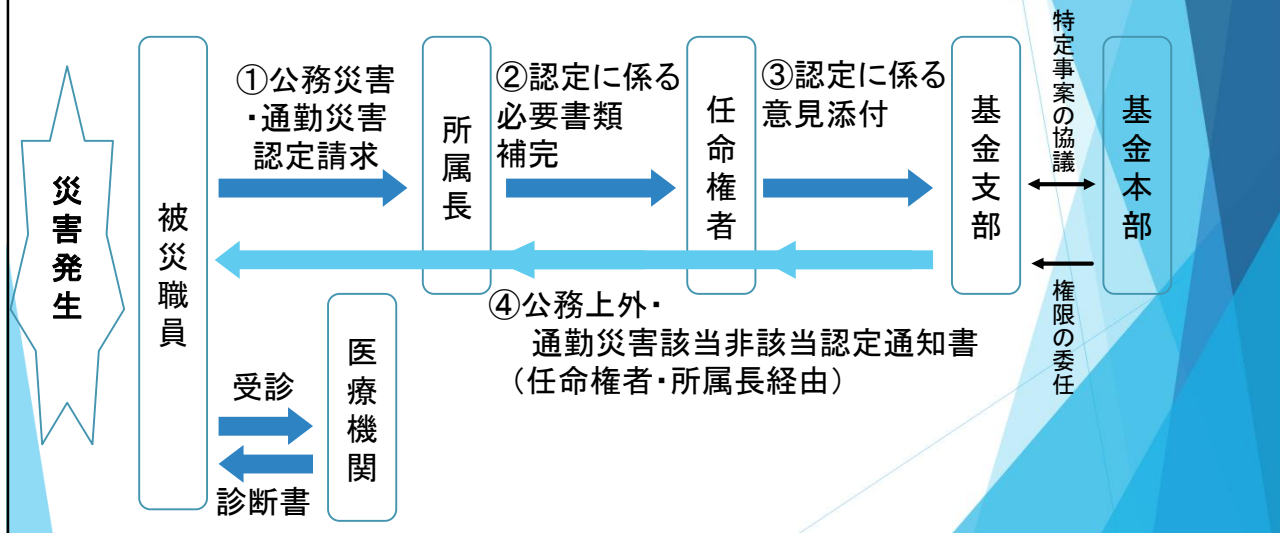 災害発生
被災職員
①公務災害
・通勤災害
認定請求
所属長
②認定に係る
必要書類
補完
任命権者
③認定に係る
意見添付
基金支部
特定事案の協議
基金本部
権限の委任
④公務上外・
通勤災害該当非該当認定通知書
（任命権者・所属長経由）
受診
医療機関
診断書